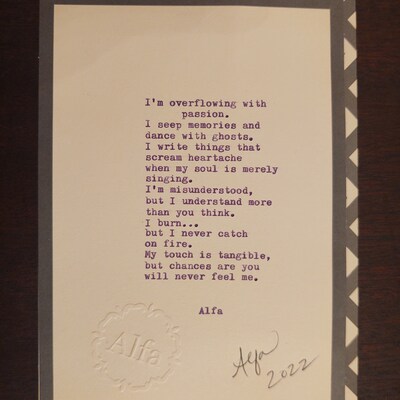 I'm overflowing with
passion.
I seep memories and
dance with ghosts.
I write things that
scream heartache
when my soul is merely
singing.
I'm misunderstood,
but I understand more
than you think.
I burn...
but I never catch
on fire.
My touch is tangible,
but chances are you
will never feel me.
Alfa
Alfa
Alfa
2022